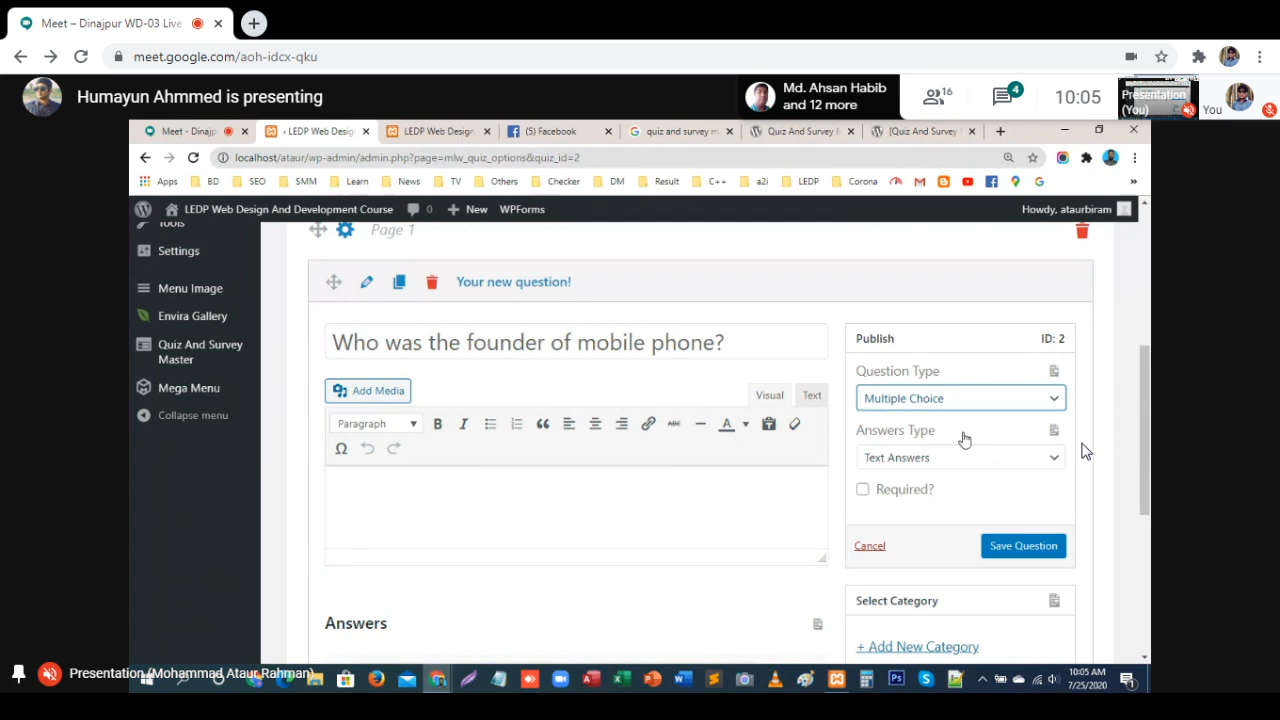 Meet – Dinajpur WD-03 Live
meet.google.com/aoh-idcx-qku
Humayun Ahmmed is presenting
Md. Ahsan Habib
and 12 more
16
4
10:05
Presentation
(You)
You
Meet - Dinajp
‹ LEDP Web Desig
LEDP Web Design
(5) Facebook
quiz and survey m
Quiz And Survey
(Quiz And Survey
localhost/ataur/wp-admin/admin.php?page=mlw_quiz_options&quiz_id=2
Apps
BD
SEO
SMM
Learn
News
TV
Others
Checker
DM
Result
C++
a2i
LEDP
Corona
LEDP Web Design And Development Course
0
New
WPForms
Howdy, ataurbiram
Tools
Settings
Menu Image
Envira Gallery
Quiz And Survey
Master
Mega Menu
Collapse menu
Page 1
Your new question!
Who was the founder of mobile phone?
Add Media
Visual
Text
Paragraph
B
I
ABC
A
Ω
Answers
Publish
ID: 2
Question Type
Multiple Choice
Answers Type
Text Answers
Required?
Cancel
Save Question
Select Category
+ Add New Category
Presentation (Mohammad Ataur Rahman)
10:05 AM
7/25/2020
1